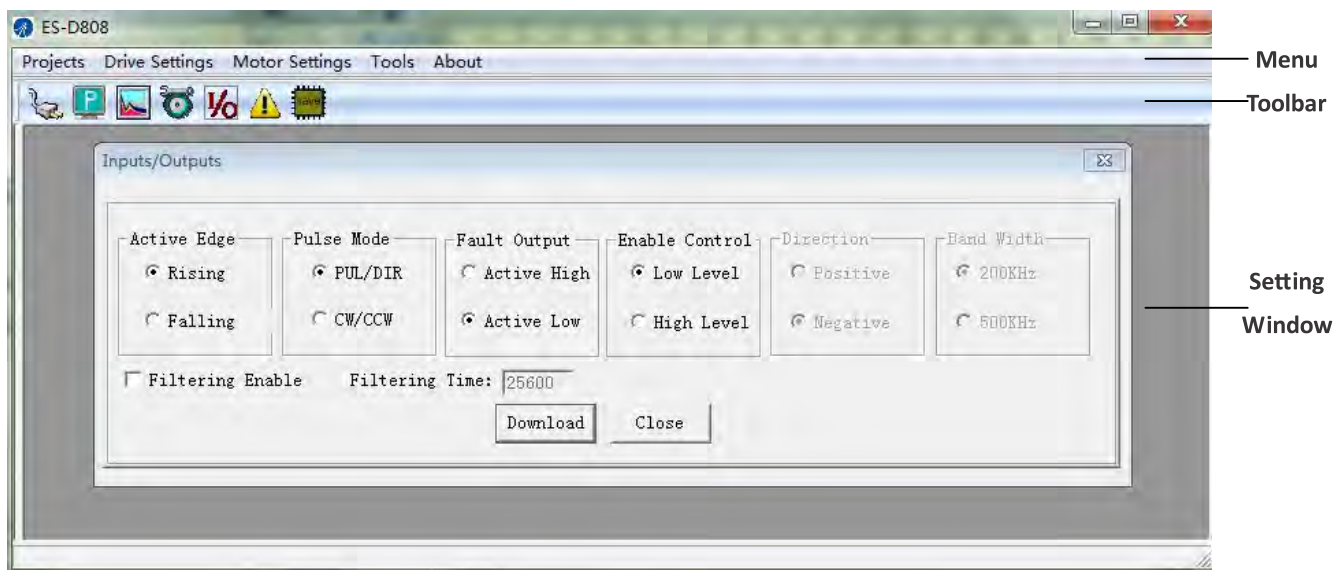 ES-D808
Projects Drive Settings Motor Settings Tools About
Menu
P I/O save
Toolbar
Inputs/Outputs
Active Edge Pulse Mode Fault Output Enable Control Direction Band Width
Rising PUL/DIR Active High Low Level Positive 200KHz
Setting
Falling CW/CCW Active Low High Level Negative 500KHz
Window
Filtering Enable Filtering Time: 25600
Download Close